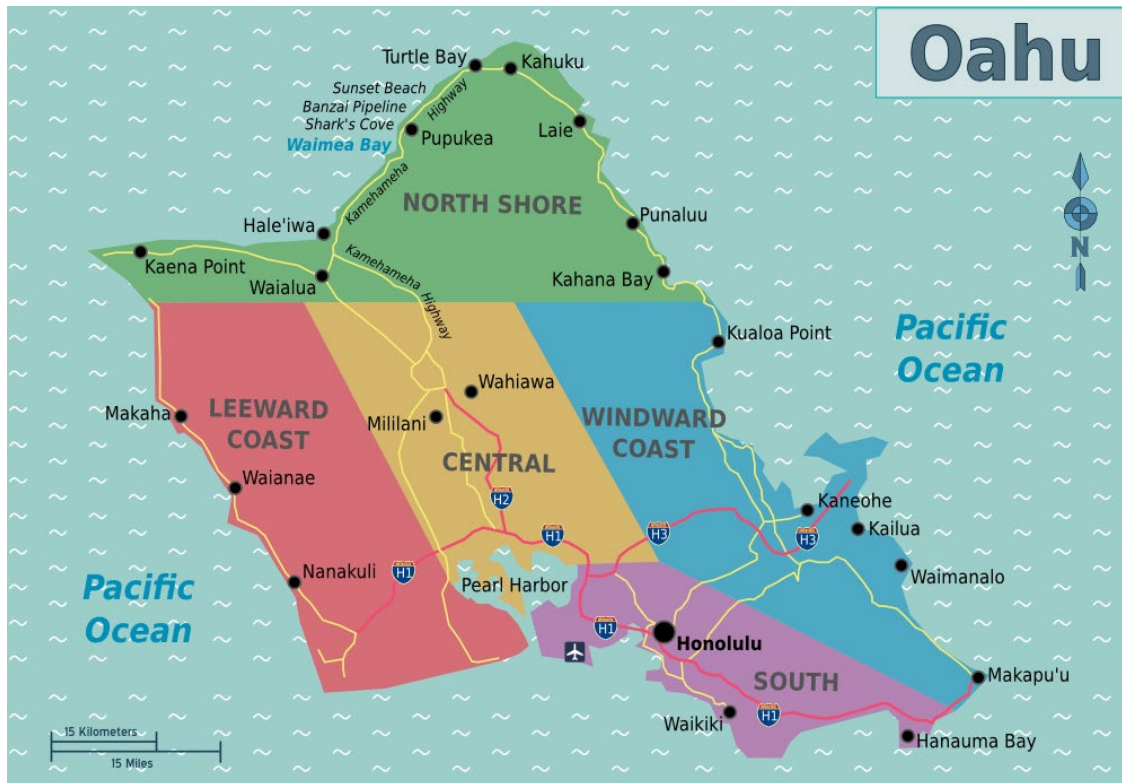 Oahu
Turtle Bay
Kahuku
Sunset Beach
Banzai Pipeline
Shark's Cove
Waimea Bay
Highway
Pupukea
Laie
Kamehameha
NORTH SHORE
Hale'iwa
Punaluu
N
Kaena Point
Kamehameha
Highway
Waialua
Kahana Bay
Kualoa Point
Pacific
Ocean
Wahiawa
Makaha
LEEWARD
COAST
Mililani
WINDWARD
COAST
CENTRAL
Waianae
H2
Kaneohe
H1
H3
H3
Kailua
H1
Nanakuli
Pearl Harbor
Waimanalo
Pacific
Ocean
H1
Honolulu
Makapu'u
SOUTH
Waikiki
H1
Hanauma Bay
15 Kilometers
15 Miles